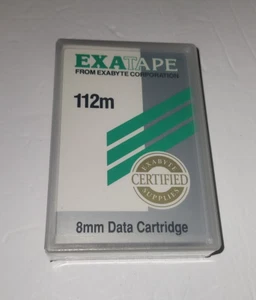 EXATAPE
FROM EXABYTE CORPORATION
112m
EXABYTE
CERTIFIED
SUPPLIES
8mm Data Cartridge